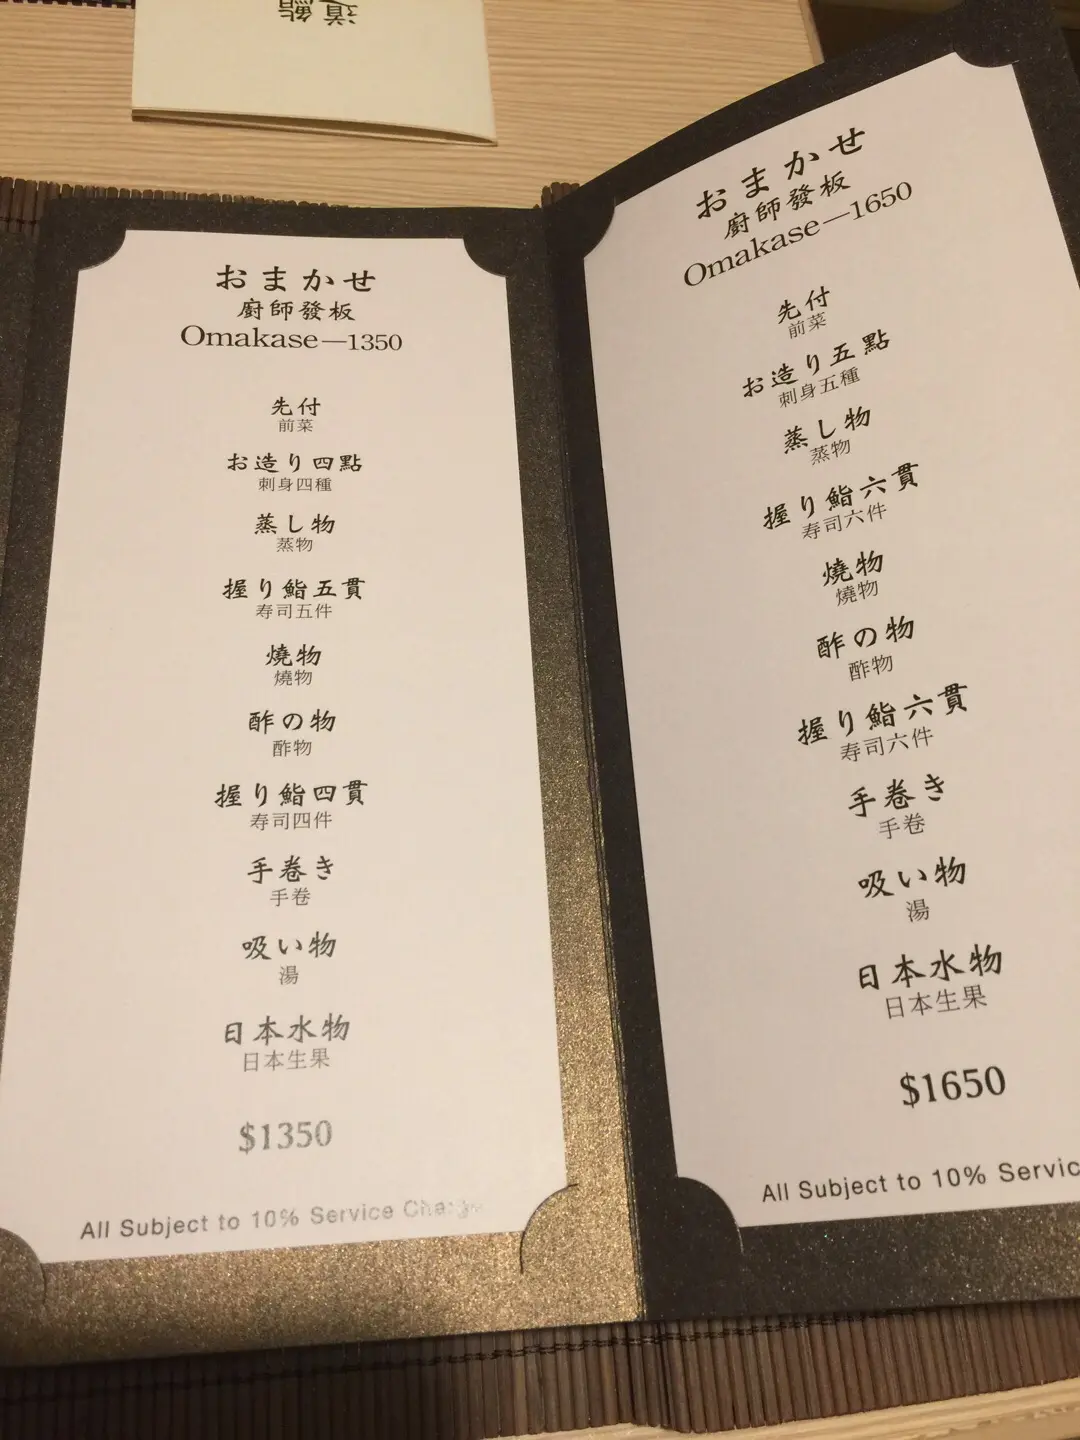 道鮨
おまかせ
廚師發板
Omakase—1350
先付
前菜
お造り四點
刺身四種
蒸し物
蒸物
握り鮨五貫
寿司五件
燒物
燒物
酢の物
酢物
握り鮨四貫
寿司四件
手巻き
手卷
吸い物
湯
日本水物
日本生果
$1350
All Subject to 10% Service Charge
おまかせ
廚師發板
Omakase—1650
先付
前菜
お造り五點
刺身五種
蒸し物
蒸物
握り鮨六貫
寿司六件
燒物
燒物
酢の物
酢物
握り鮨六貫
寿司六件
手巻き
手卷
吸い物
湯
日本水物
日本生果
$1650
All Subject to 10% Servic